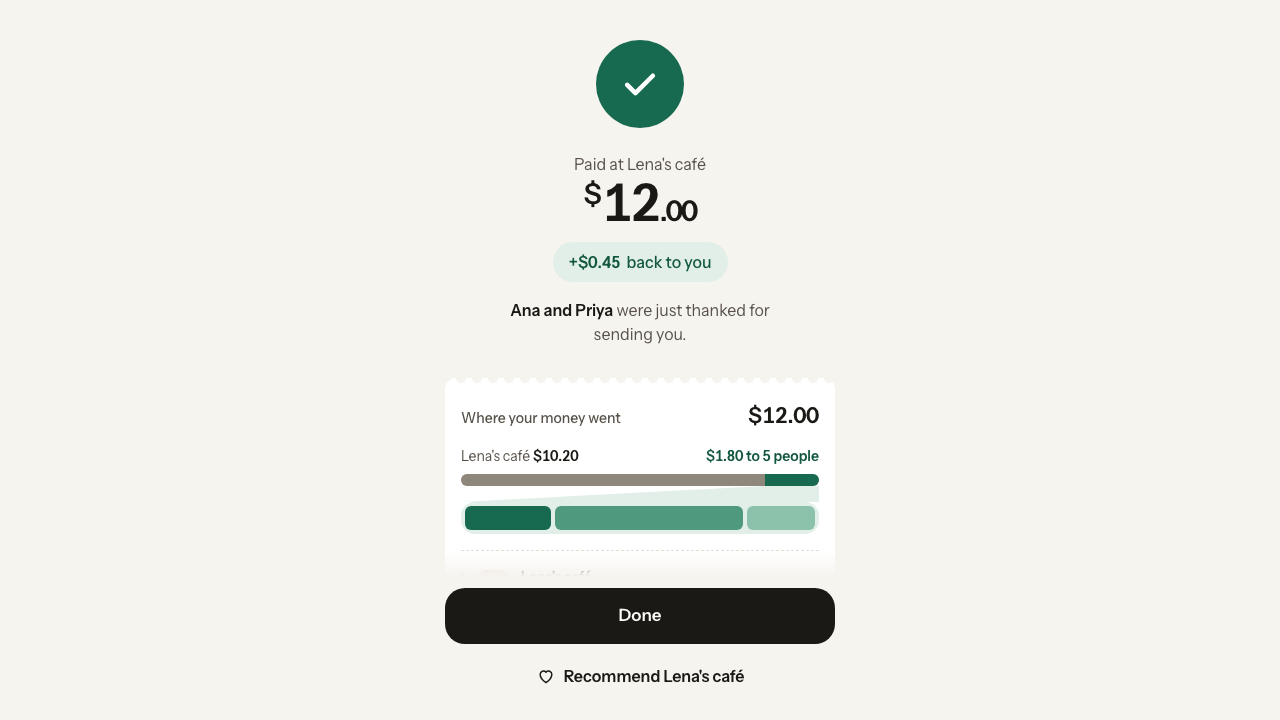 Paid at Lena's café
$12.00
+$0.45 back to you
Ana and Priya were just thanked for
sending you.
Where your money went $12.00
Lena's café $10.20 $1.80 to 5 people
Done
Recommend Lena's café